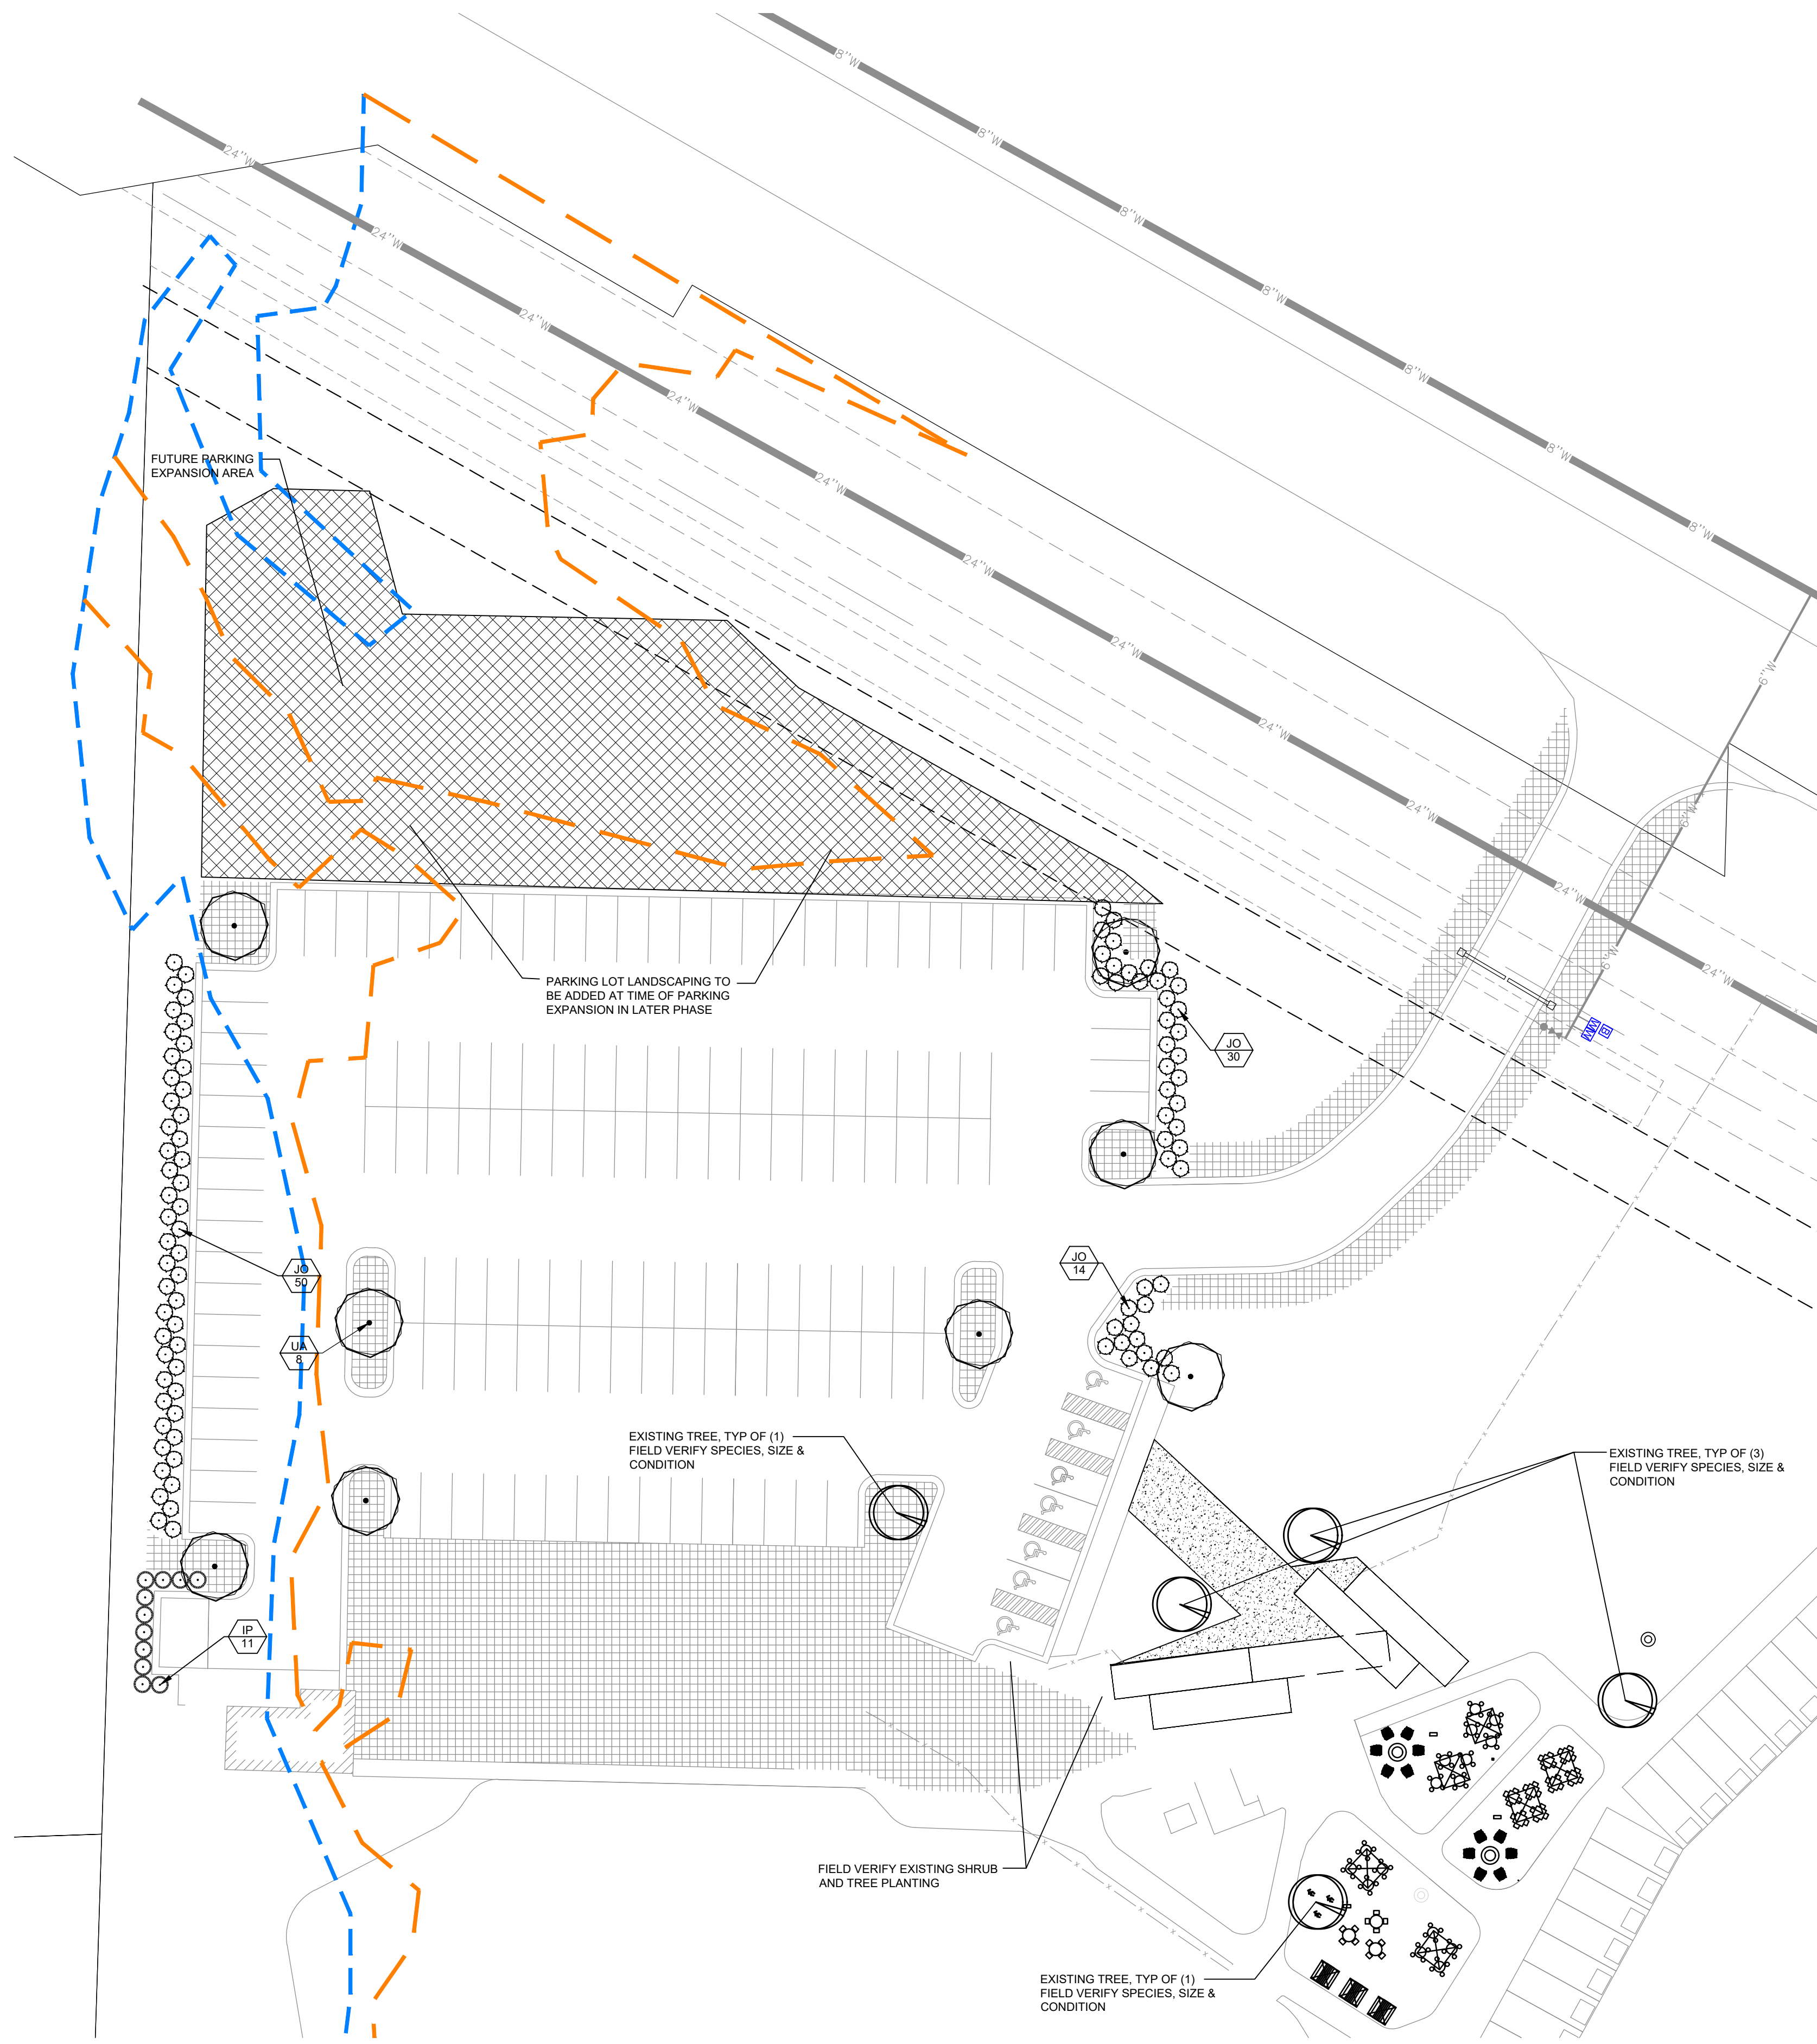 8''W
8''W
24''W
8''W
24''W
8''W
24''W
8''W
24''W
8''W
FUTURE PARKING
EXPANSION AREA
24''W
8''W
24''W
24''W
6''W
24''W
24''W
6''W
24''W
6''W
24''W
PARKING LOT LANDSCAPING TO
BE ADDED AT TIME OF PARKING
EXPANSION IN LATER PHASE
B
WM
JO
30
JO
14
JO
50
UA
8
EXISTING TREE, TYP OF (1)
FIELD VERIFY SPECIES, SIZE &
CONDITION
EXISTING TREE, TYP OF (3)
FIELD VERIFY SPECIES, SIZE &
CONDITION
IP
11
FIELD VERIFY EXISTING SHRUB
AND TREE PLANTING
EXISTING TREE, TYP OF (1)
FIELD VERIFY SPECIES, SIZE &
CONDITION